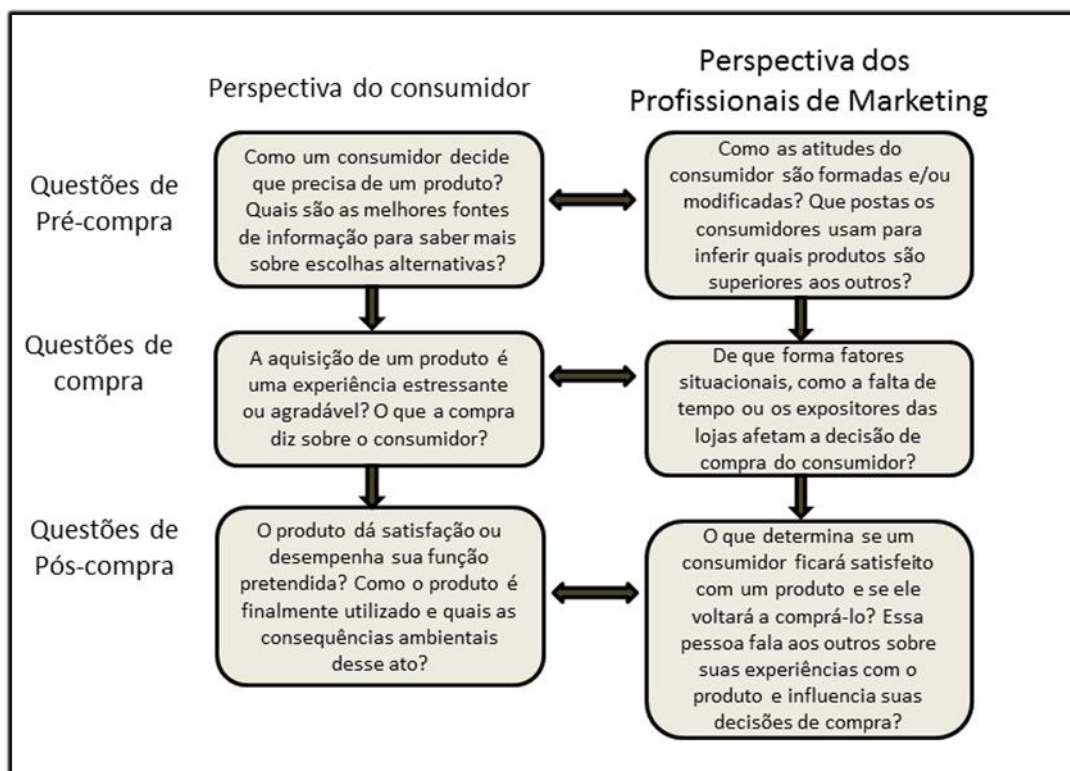 Perspectiva do consumidor
Perspectiva dos
Profissionais de Marketing
Questões de
Pré-compra
Como um consumidor decide
que precisa de um produto?
Quais são as melhores fontes
de informação para saber mais
sobre escolhas alternativas?
Como as atitudes do
consumidor são formadas e/ou
modificadas? Que postas os
consumidores usam para
inferir quais produtos são
superiores aos outros?
Questões de
compra
A aquisição de um produto é
uma experiência estressante
ou agradável? O que a compra
diz sobre o consumidor?
De que forma fatores
situacionais, como a falta de
tempo ou os expositores das
lojas afetam a decisão de
compra do consumidor?
Questões de
Pós-compra
O produto dá satisfação ou
desempenha sua função
pretendida? Como o produto é
finalmente utilizado e quais as
consequências ambientais
desse ato?
O que determina se um
consumidor ficará satisfeito
com um produto e se ele
voltará a comprá-lo? Essa
pessoa fala aos outros sobre
suas experiências com o
produto e influencia suas
decisões de compra?